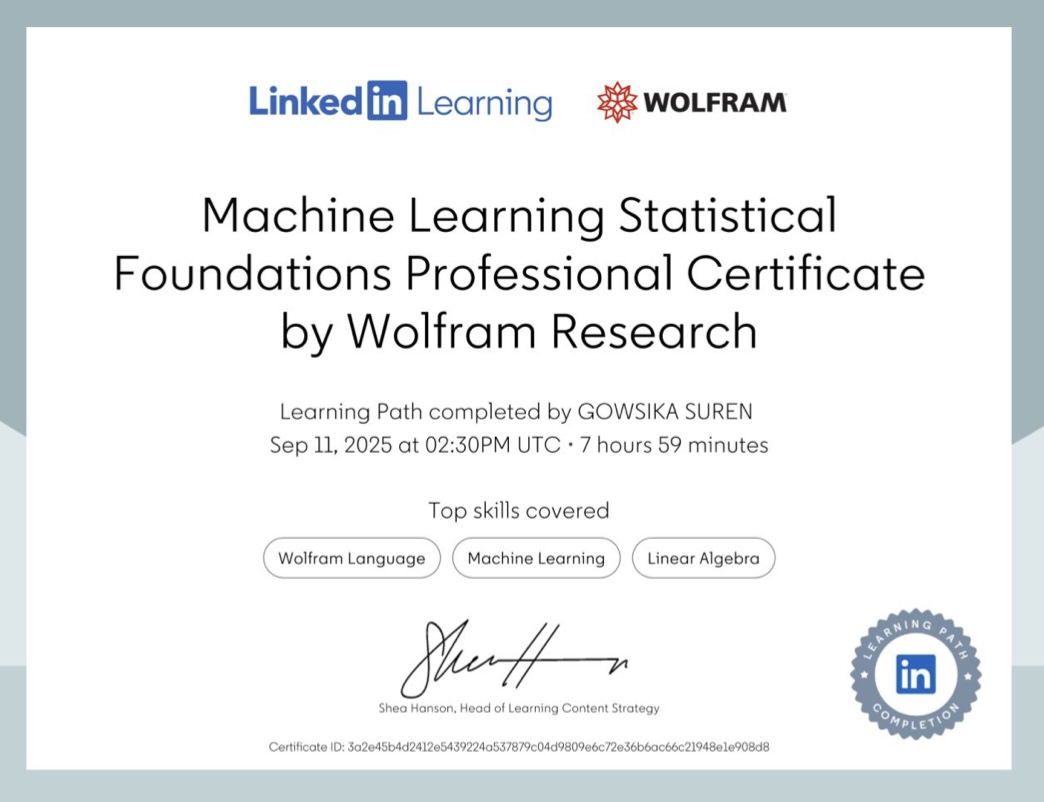 Linked in Learning
WOLFRAM
Machine Learning Statistical
Foundations Professional Certificate
by Wolfram Research
Learning Path completed by GOWSIKA SUREN
Sep 11, 2025 at 02:30PM UTC • 7 hours 59 minutes
Top skills covered
Wolfram Language
Machine Learning
Linear Algebra
Shea Hanson, Head of Learning Content Strategy
LEARNING PATH
in
COMPLETION
Certificate ID: 3a2e45b4d2412e5439224a537879c04d9809e6c72e36b6ac66c21948e1e908d8